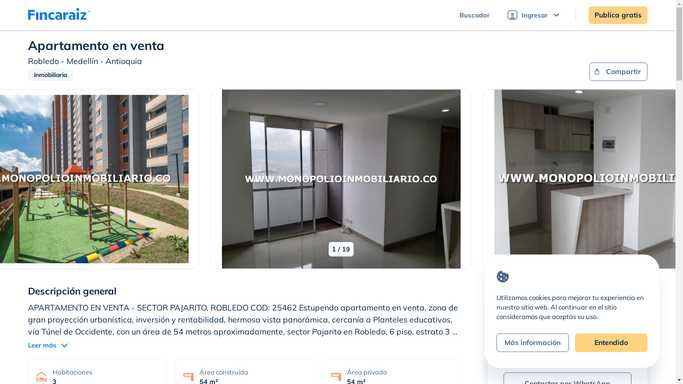 Fincaraiz
Buscador
Ingresar
Publica gratis
Apartamento en venta
Robledo - Medellín - Antioquia
Inmobiliaria
Compartir
WWW.MONOPOLIOINMOBILIARIO.CO
.MONOPOLIOINMOBILIARIO.CO
WWW.MONOPOLIOINMOBILIA
1 / 19
Descripción general
APARTAMENTO EN VENTA - SECTOR PAJARITO, ROBLEDO COD: 25462 Estupendo apartamento en venta, zona de
gran proyección urbanística, inversión y rentabilidad, hermosa vista panorámica, cercanía a Planteles educativos,
vía Túnel de Occidente, con un área de 54 metros aproximadamente, sector Pajarito en Robledo, 6 piso, estrato 3 ...
Leer más
Habitaciones
3
Área construida
54 m²
Área privada
54 m²
Utilizamos cookies para mejorar tu experiencia en
nuestro sitio web. Al continuar en el sitio
consideramos que aceptas su uso.
Más información
Entendido
Contactar por WhatsApp